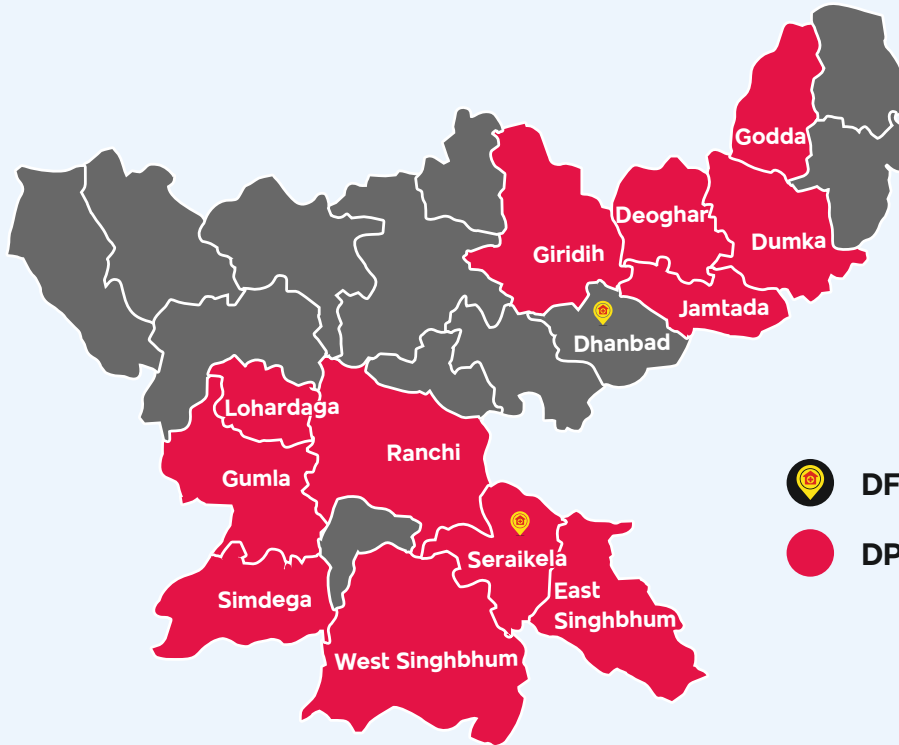 Godda
Deoghar
Dumka
Giridih
Jamtada
Dhanbad
Lohardaga
Ranchi
Gumla
DF
Seraikela
DP
East
Singhbhum
Simdega
West Singhbhum